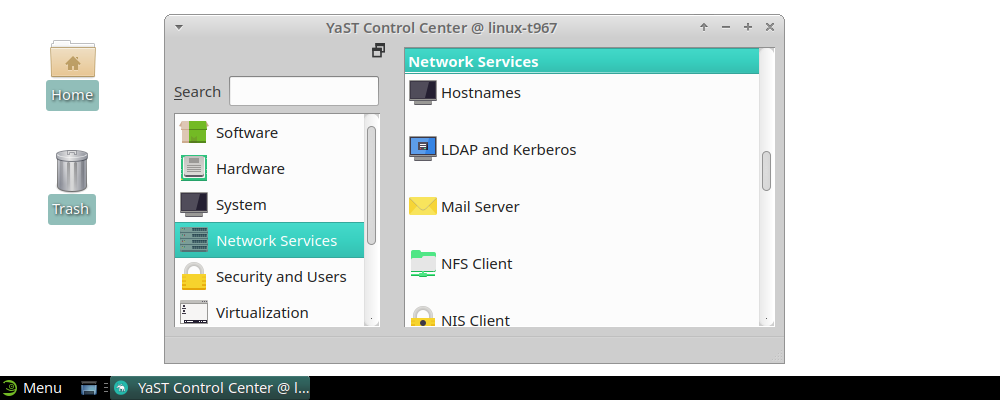 YaST Control Center @ linux-t967
Home
Trash
Search
Software
Hardware
System
Network Services
Security and Users
Virtualization
Network Services
Hostnames
LDAP and Kerberos
Mail Server
NFS Client
NIS Client
Menu
YaST Control Center @ l...